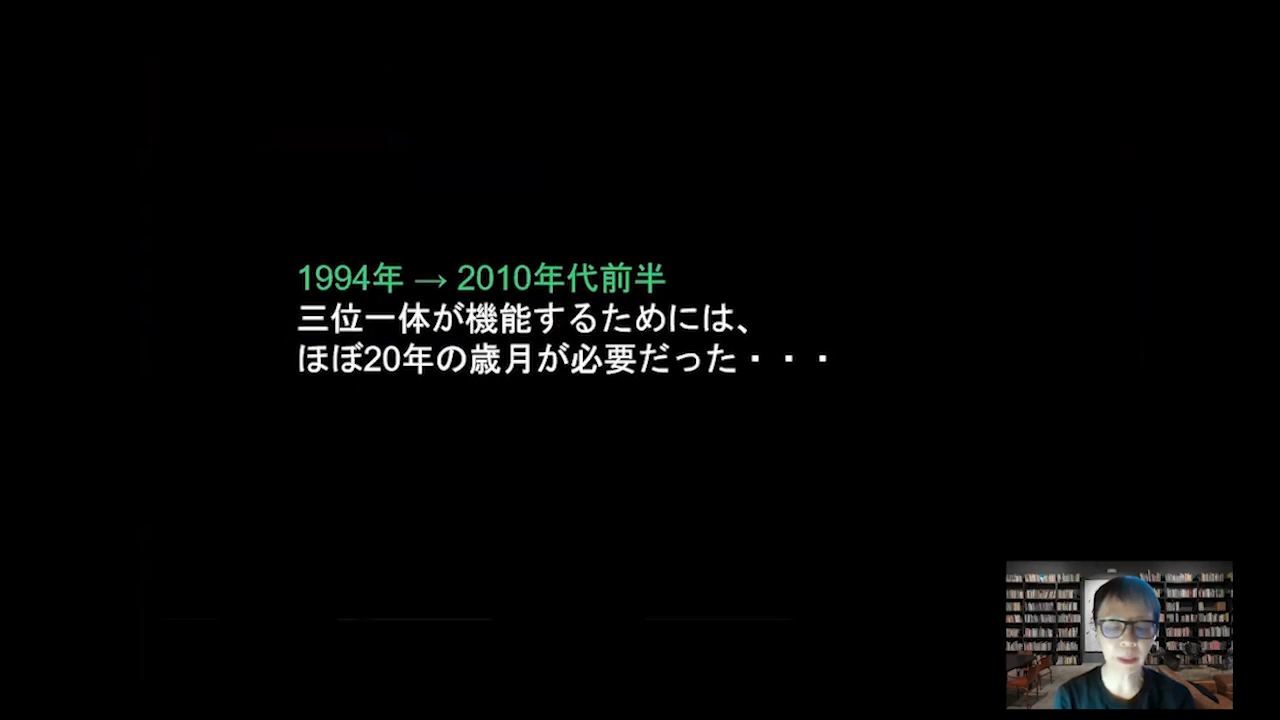 1994年 → 2010年代前半
三位一体が機能するためには、
ほぼ20年の歳月が必要だった・・・